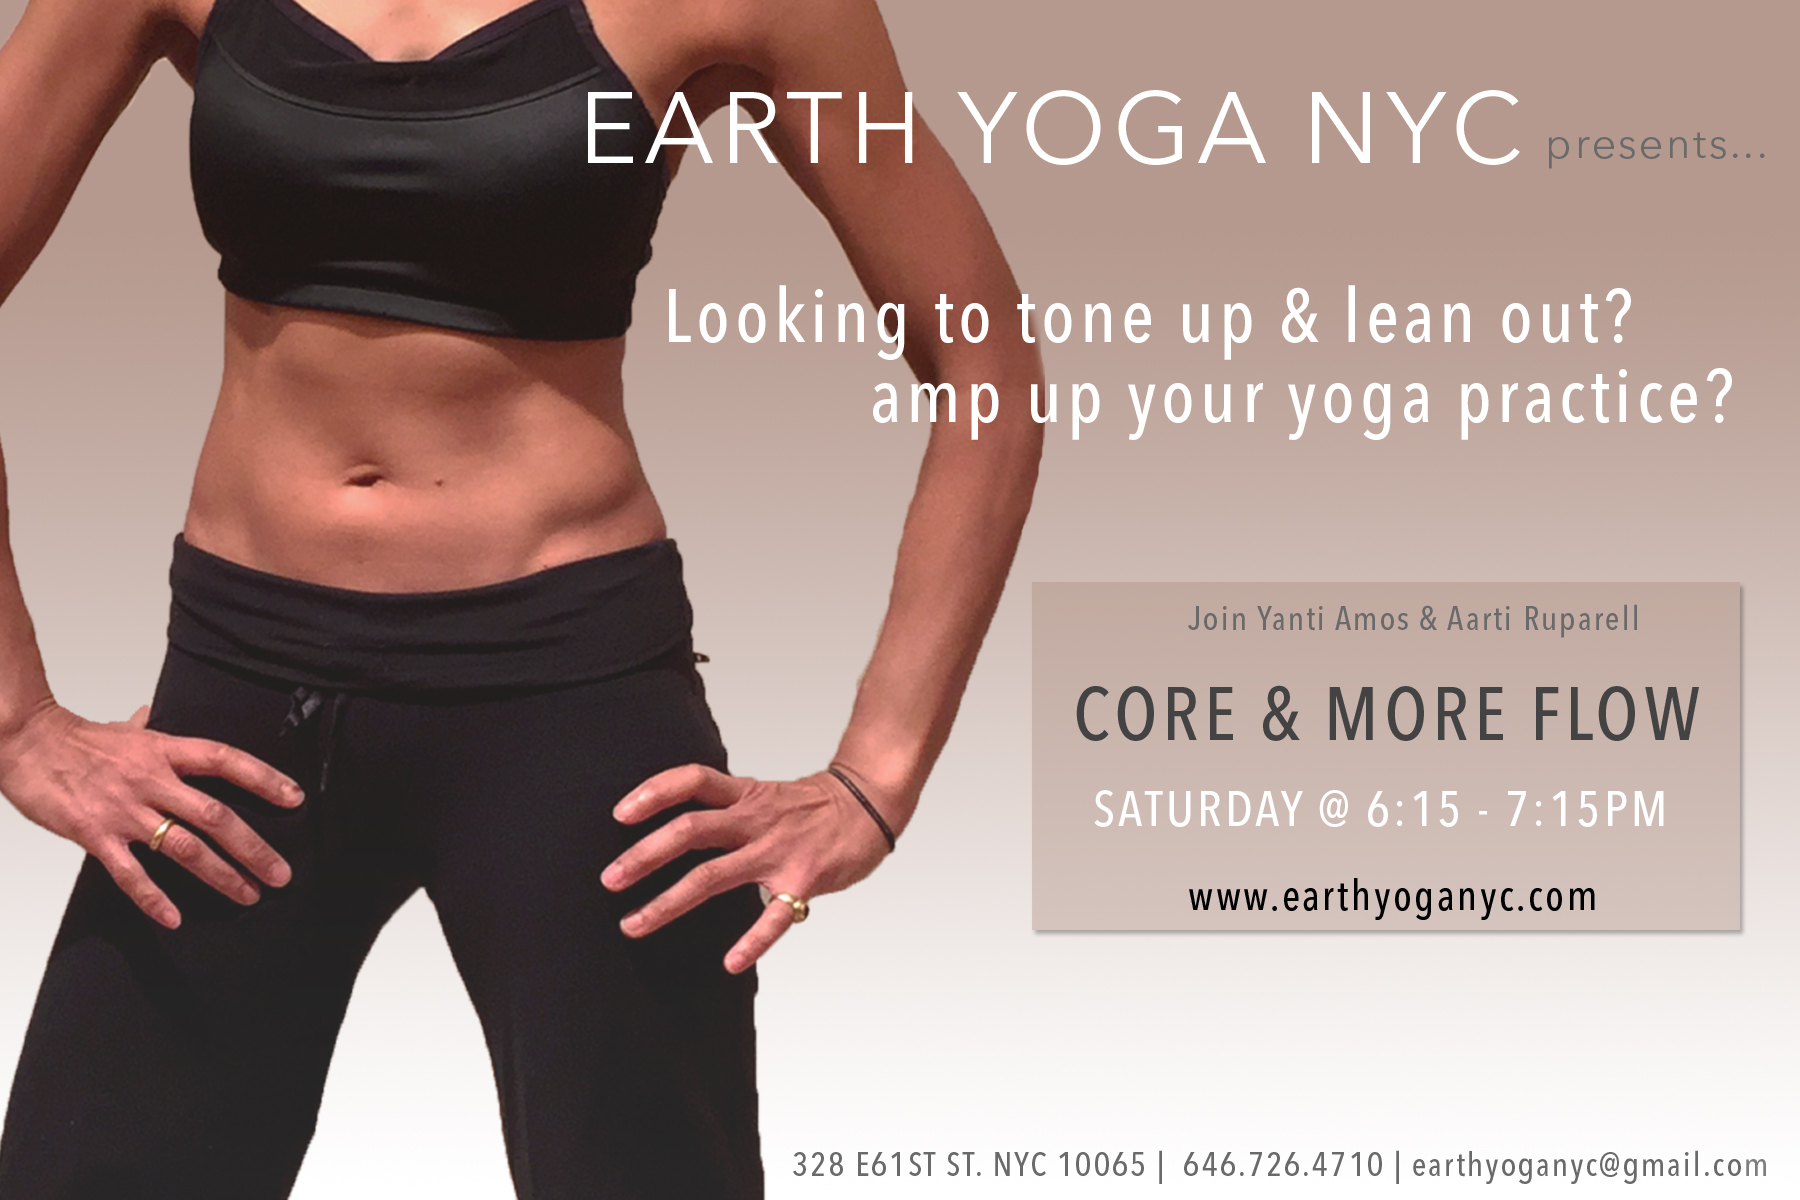 EARTH YOGA NYC presents...
Looking to tone up & lean out?
amp up your yoga practice?
Join Yanti Amos & Aarti Ruparell
CORE & MORE FLOW
SATURDAY @ 6:15 - 7:15PM
www.earthyoganyc.com
328 E61ST ST. NYC 10065 | 646.726.4710 | earthyoganyc@gmail.com